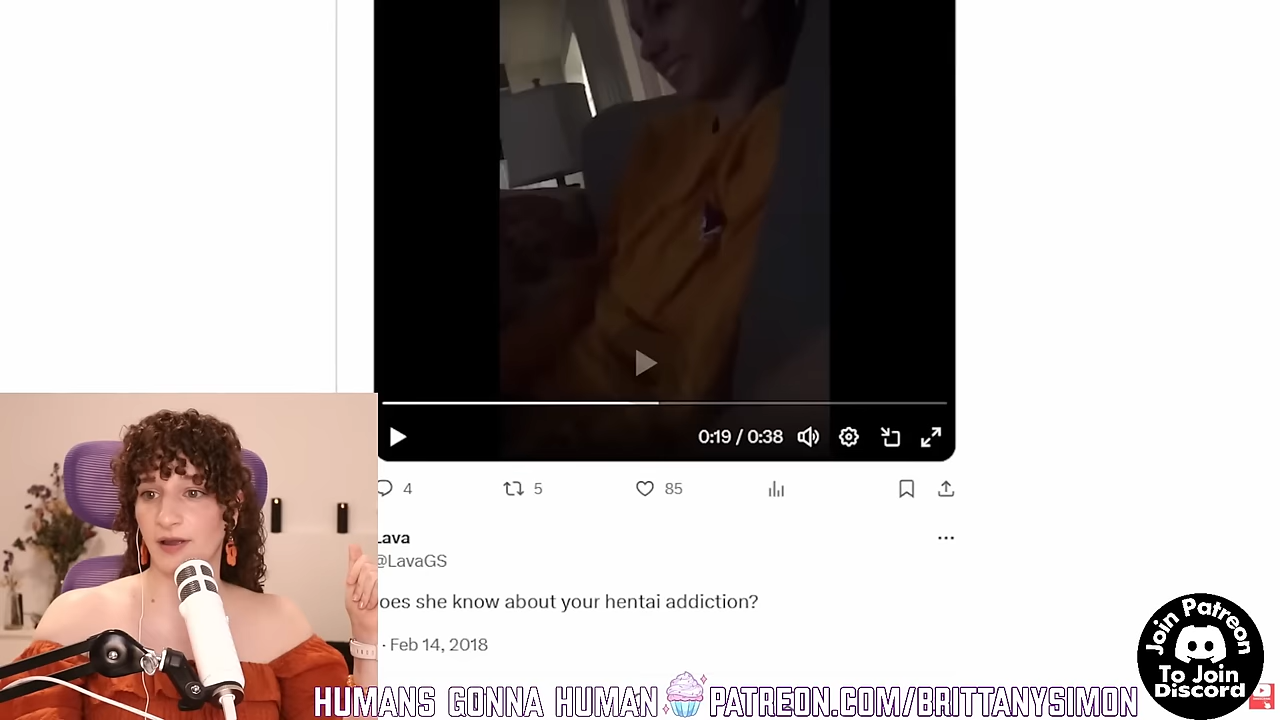 0:19 / 0:38
4
5
85
Lava
@LavaGS
oes she know about your hentai addiction?
· Feb 14, 2018
Join Patreon
To Join
Discord
HUMANS GONNA HUMAN PATREON.COM/BRITTANYSIMON